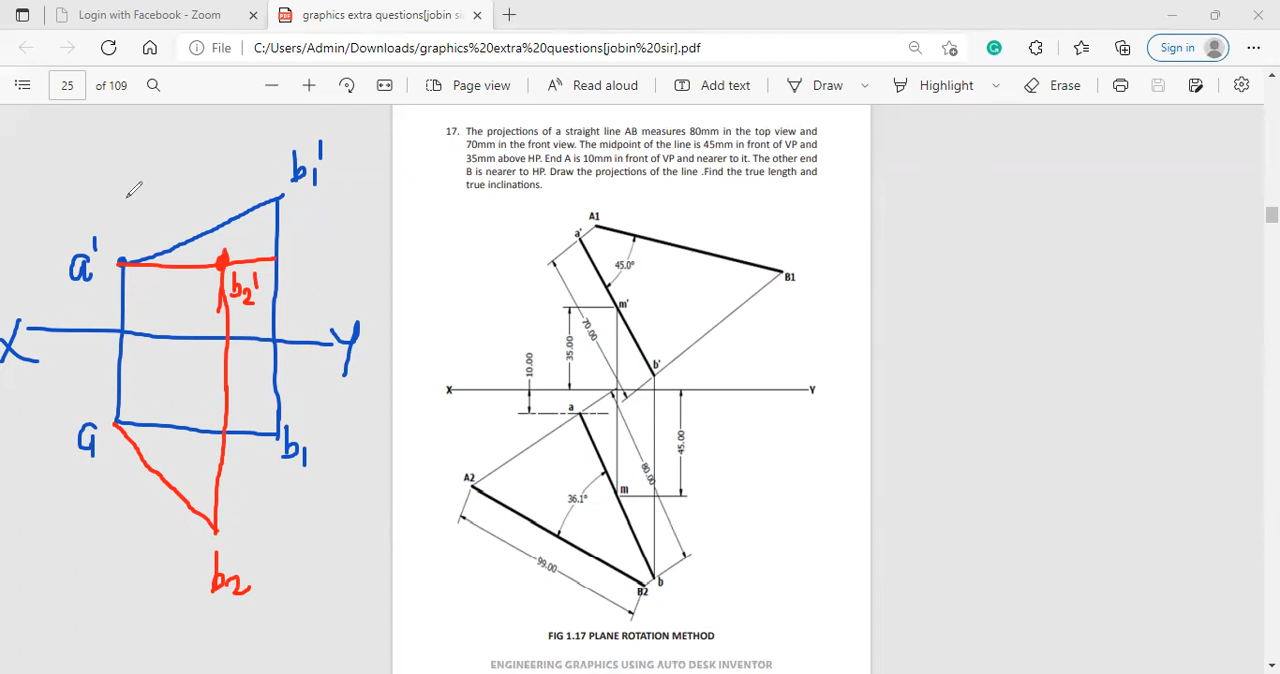 Login with Facebook - Zoom
graphics extra questions[jobin si
File
C:/Users/Admin/Downloads/graphics%20extra%20questions[jobin%20sir].pdf
Sign in
25
of 109
Page view
Read aloud
Add text
Draw
Highlight
Erase
17. The projections of a straight line AB measures 80mm in the top view and
70mm in the front view. The midpoint of the line is 45mm in front of VP and
35mm above HP. End A is 10mm in front of VP and nearer to it. The other end
B is nearer to HP. Draw the projections of the line .Find the true length and
true inclinations.
b1'
a'
b2'
X
Y
a
b1
b2
A1
a'
45.0°
B1
m'
70.00
35.00
10.00
b'
X
Y
a
45.00
80.00
A2
m
36.1°
99.00
b
B2
FIG 1.17 PLANE ROTATION METHOD
ENGINEERING GRAPHICS USING AUTO DESK INVENTOR